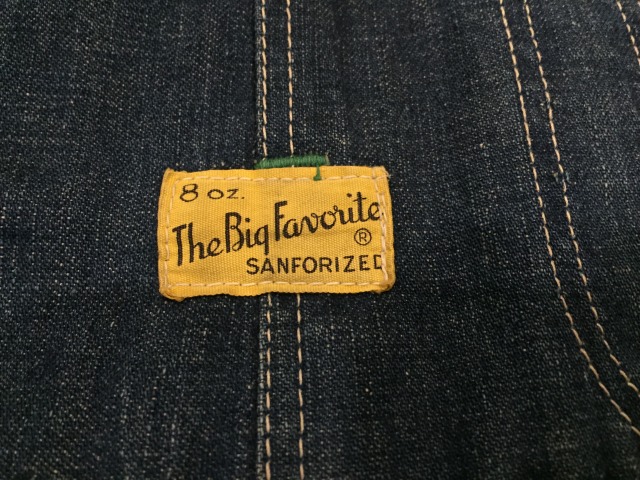 8 oz.
The Big Favorite
®
SANFORIZED